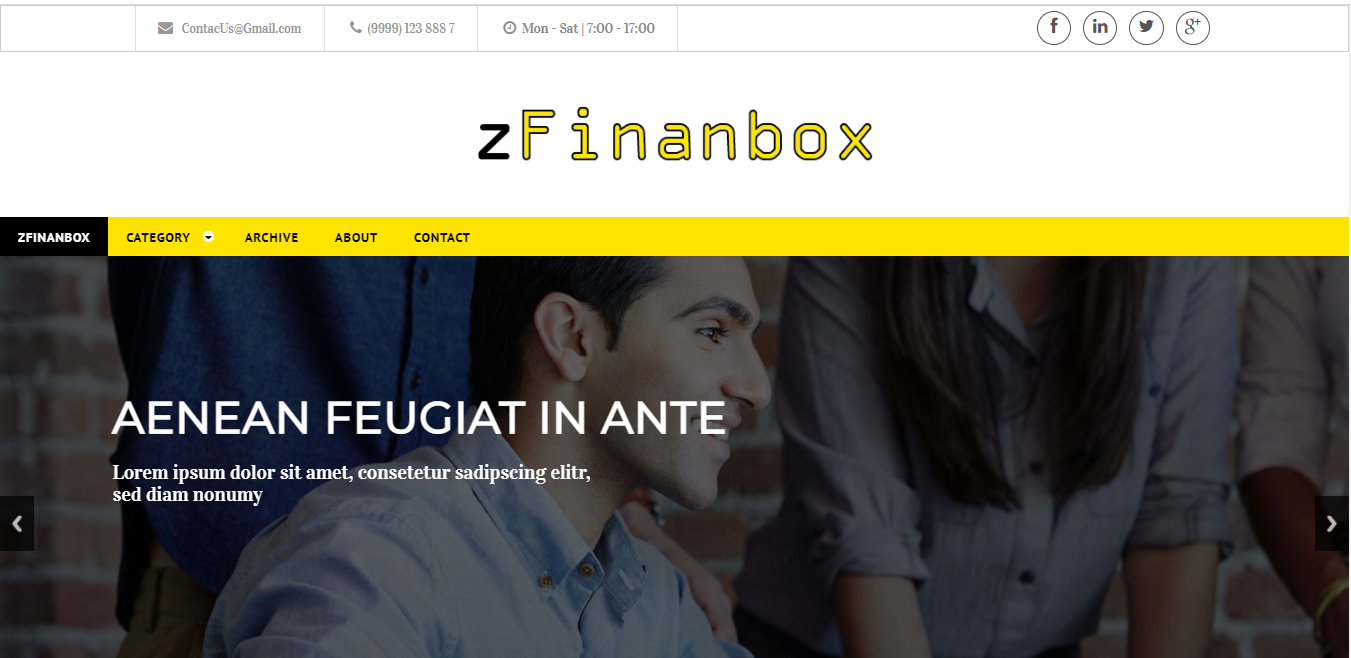 ContacUs@Gmail.com
(9999) 123 888 7
Mon - Sat | 7:00 - 17:00
f in g+
zFinanbox
ZFINANBOX CATEGORY ARCHIVE ABOUT CONTACT
AENEAN FEUGIAT IN ANTE
Lorem ipsum dolor sit amet, consetetur sadipscing elitr,
sed diam nonumy